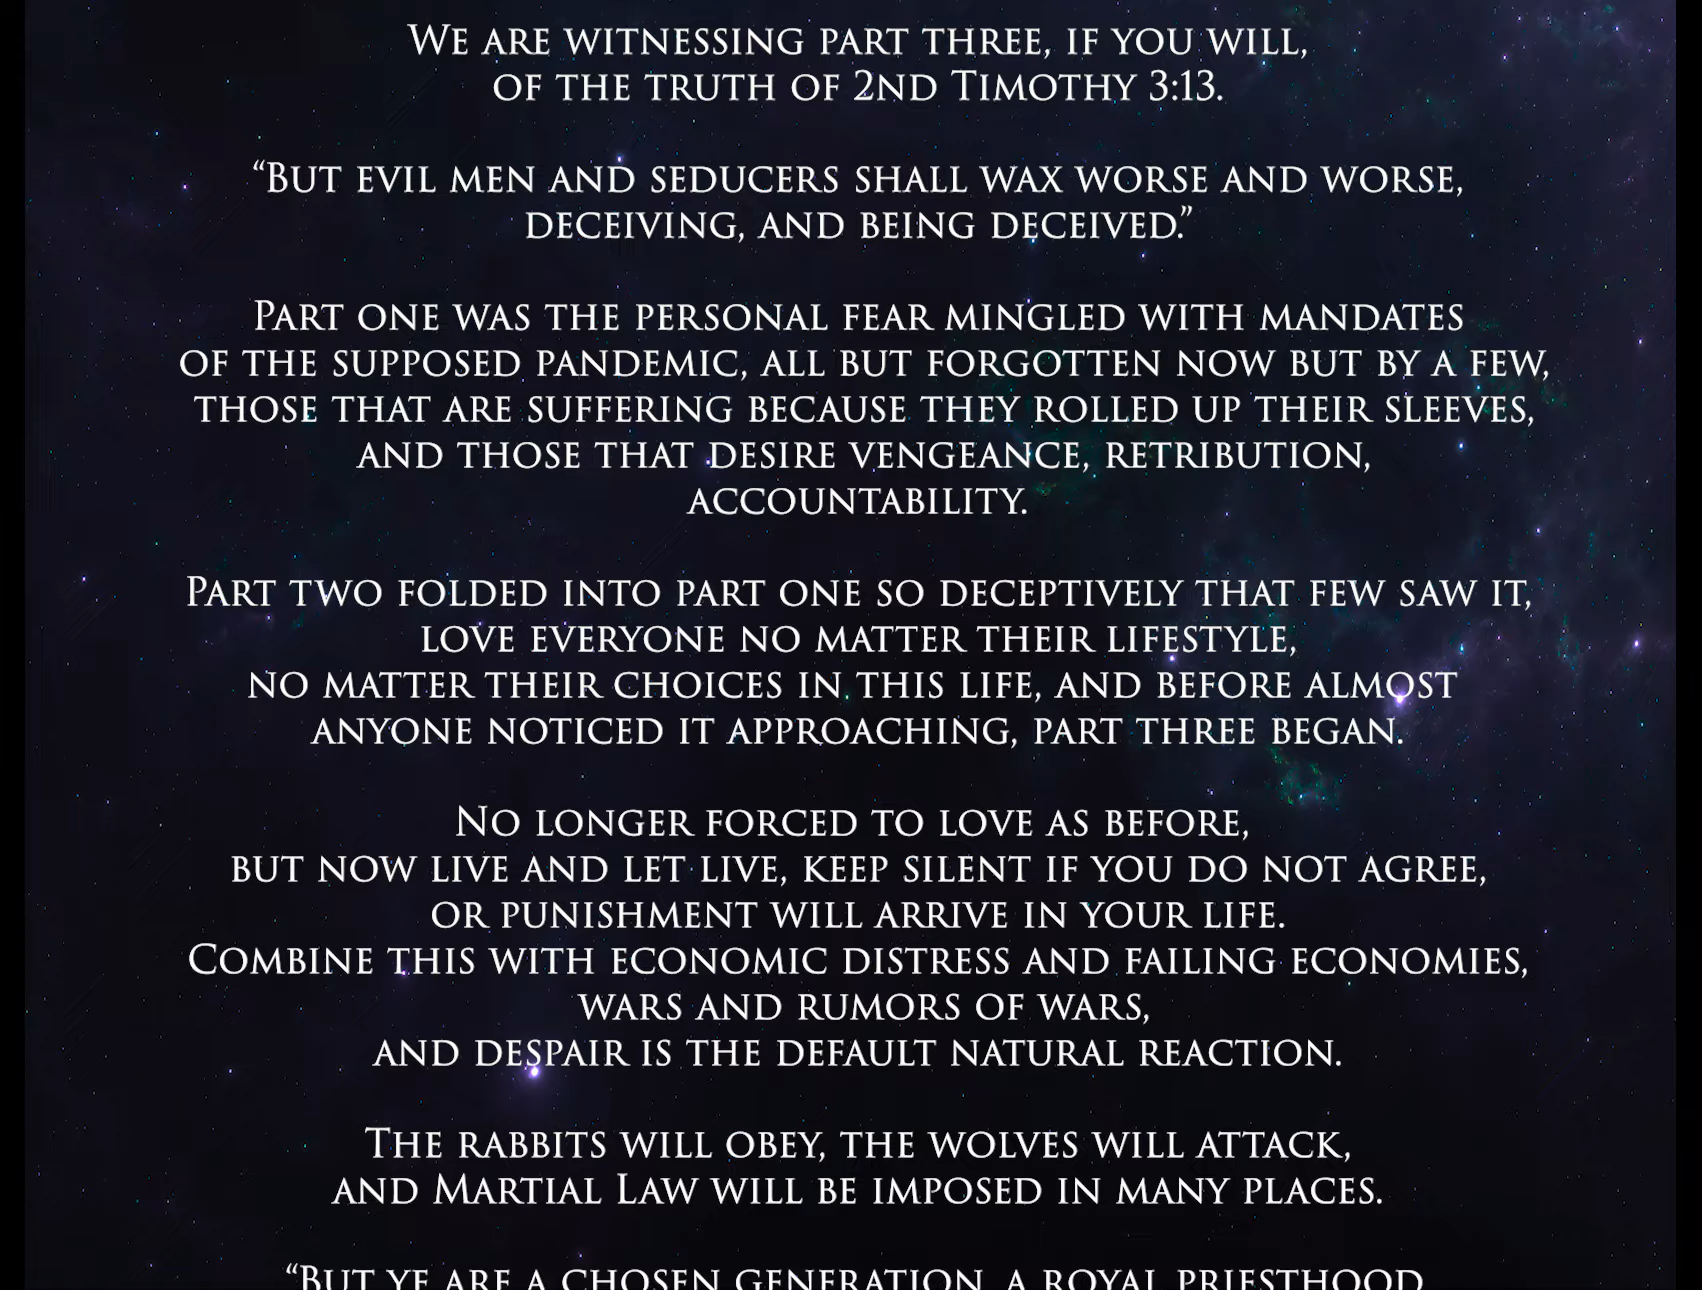 We are witnessing part three, if you will,
of the truth of 2nd Timothy 3:13.
“But evil men and seducers shall wax worse and worse,
deceiving, and being deceived.”
Part one was the personal fear mingled with mandates
of the supposed pandemic, all but forgotten now but by a few,
those that are suffering because they rolled up their sleeves,
and those that desire vengeance, retribution,
accountability.
Part two folded into part one so deceptively that few saw it,
love everyone no matter their lifestyle,
no matter their choices in this life, and before almost
anyone noticed it approaching, part three began.
No longer forced to love as before,
but now live and let live, keep silent if you do not agree,
or punishment will arrive in your life.
Combine this with economic distress and failing economies,
wars and rumors of wars,
and despair is the default natural reaction.
The rabbits will obey, the wolves will attack,
and Martial Law will be imposed in many places.
“But ye are a chosen generation, a royal priesthood